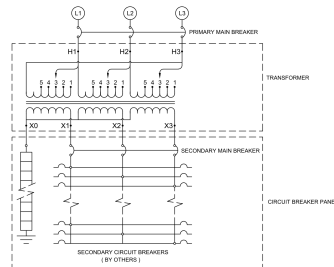 L1 L2 L3
PRIMARY MAIN BREAKER
H1 H2 H3
5 4 3 2 1 5 4 3 2 1 5 4 3 2 1
TRANSFORMER
X0 X1 X2 X3
SECONDARY MAIN BREAKER
CIRCUIT BREAKER PANE
SECONDARY CIRCUIT BREAKERS
( BY OTHERS )